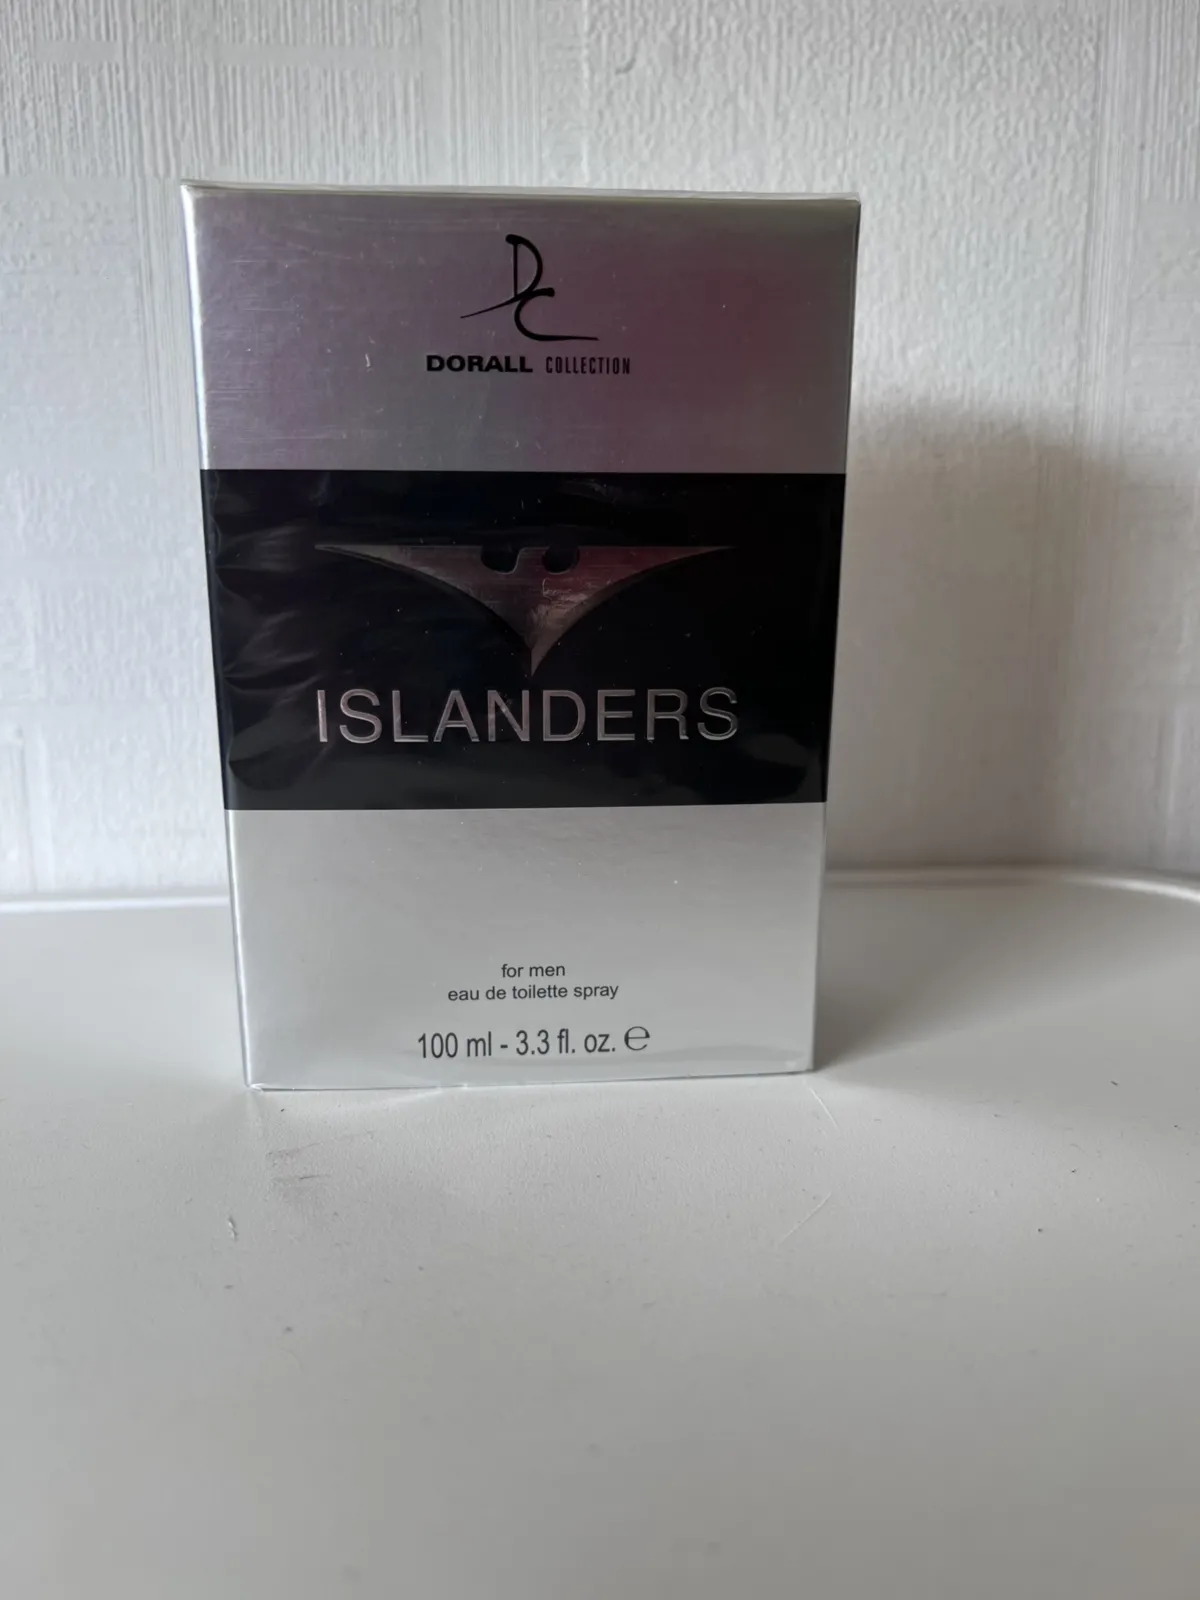 DC
DORALL COLLECTION
ISLANDERS
for men
eau de toilette spray
100 ml - 3.3 fl. oz. ℮